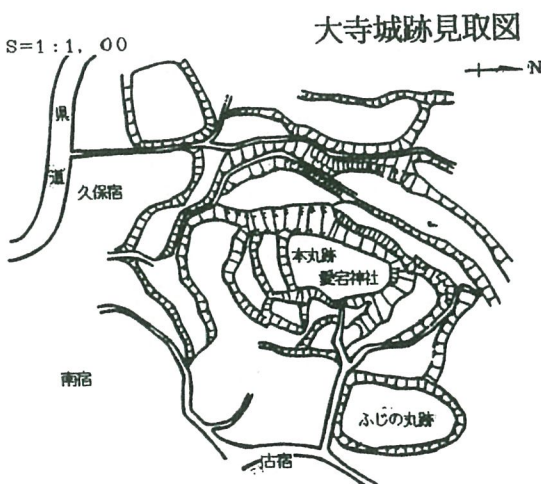 大寺城跡見取図
S=1:1, 00
N
県道
久保宿
本丸跡
愛宕神社
南宿
ふじの丸跡
古宿